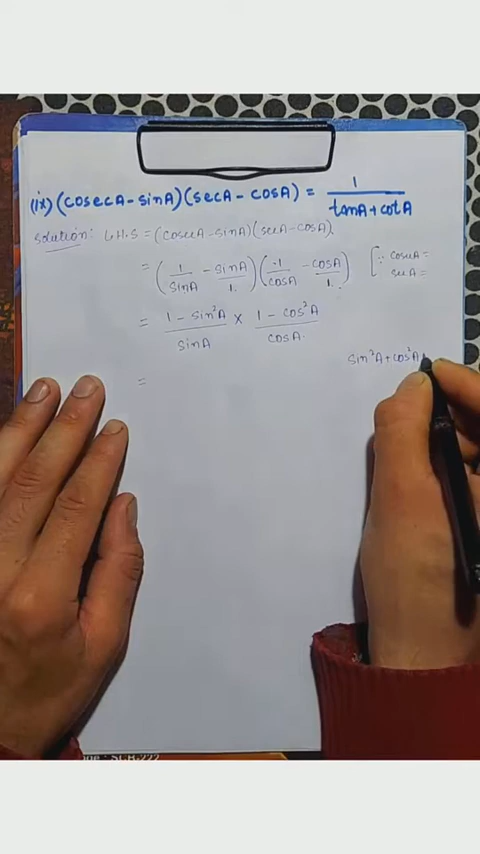 (ix) (cosecA-sinA)(secA-cosA) = 1/(tanA+cotA)
Solution: L.H.S = (cosecA-sinA)(secA-cosA).
= (1/sinA - sinA/1.)(1/cosA - cosA/1.) [∵ cosecA=
secA=
= (1 - sin²A)/sinA × (1 - cos²A)/cosA.
sin²A+cos²A
=